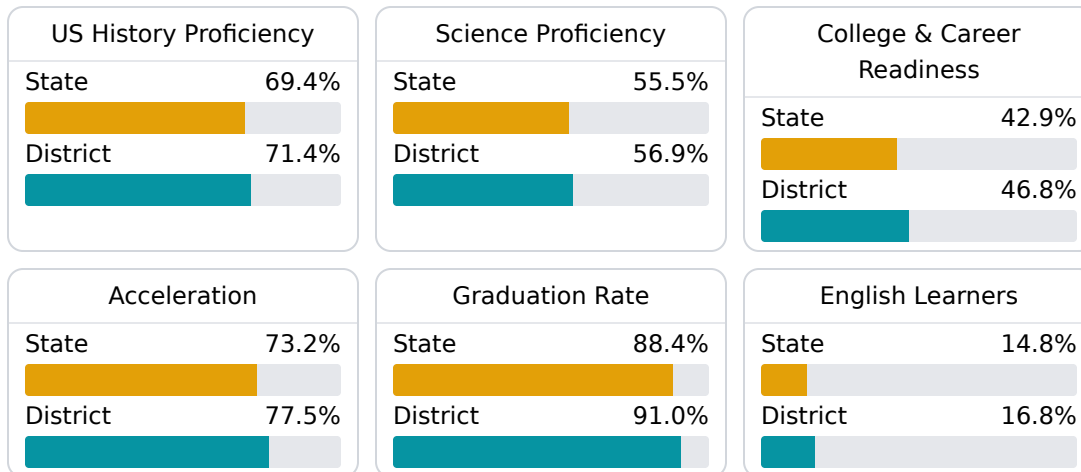 US History Proficiency
State 69.4%
District 71.4%
Science Proficiency
State 55.5%
District 56.9%
College & Career
Readiness
State 42.9%
District 46.8%
Acceleration
State 73.2%
District 77.5%
Graduation Rate
State 88.4%
District 91.0%
English Learners
State 14.8%
District 16.8%